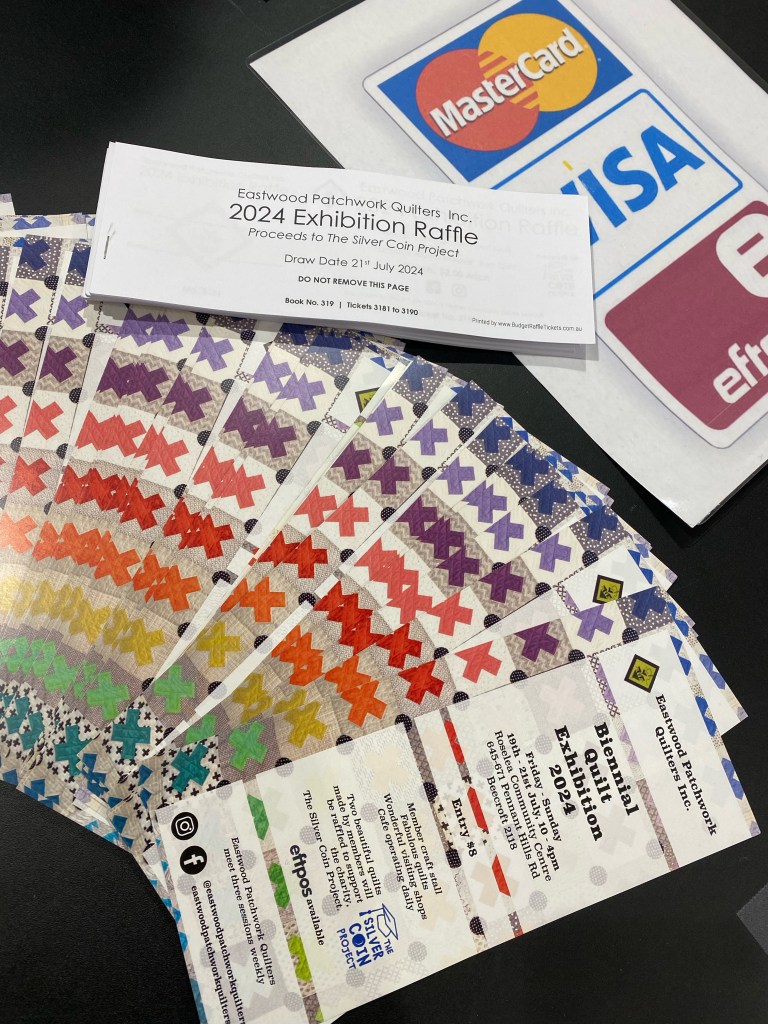 MasterCard
VISA
Eastwood Patchwork Quilters Inc.
2024 Exhibition Raffle
Proceeds to The Silver Coin Project
Draw Date 21st July 2024
DO NOT REMOVE THIS PAGE
Book No. 319 | Tickets 3181 to 3190
Printed by www.BudgetRaffleTickets.com.au
Eastwood Patchwork
Quilters Inc.
Biennial
Quilt
Exhibition
2024
Friday - Sunday
19th - 21st July, 10 - 4pm
Roselea Community Centre
645-671 Pennant Hills Rd
Beecroft 2118
Entry $8
Member craft stall
Fabulous quilts
Wonderful visiting shops
Cafe operating daily
Two beautiful quilts
made by members will
be raffled to support
the charity,
The Silver Coin Project.
THE
SILVER
COIN
PROJECT
eftpos available
Eastwood Patchwork Quilters
meet three sessions weekly
@eastwoodpatchworkquilters
eastwoodpatchworkquilters